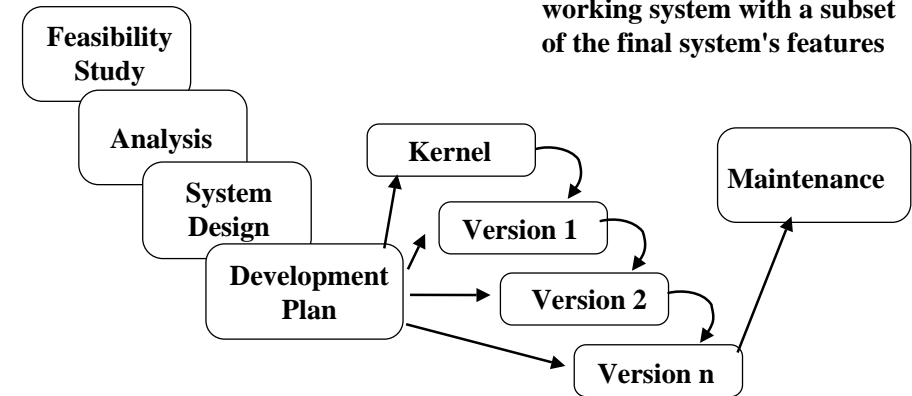 working system with a subset
of the final system's features
Feasibility
Study
Analysis
System
Design
Development
Plan
Kernel
Version 1
Version 2
Version n
Maintenance